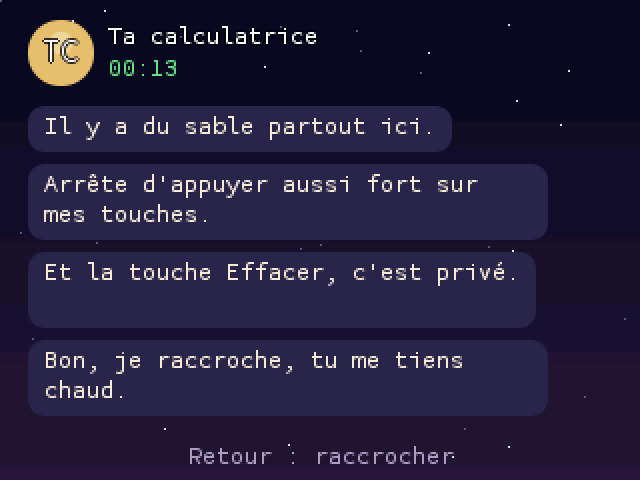 TC
Ta calculatrice
00:13
Il y a du sable partout ici.
Arrête d'appuyer aussi fort sur
mes touches.
Et la touche Effacer, c'est privé.
Bon, je raccroche, tu me tiens
chaud.
Retour : raccrocher